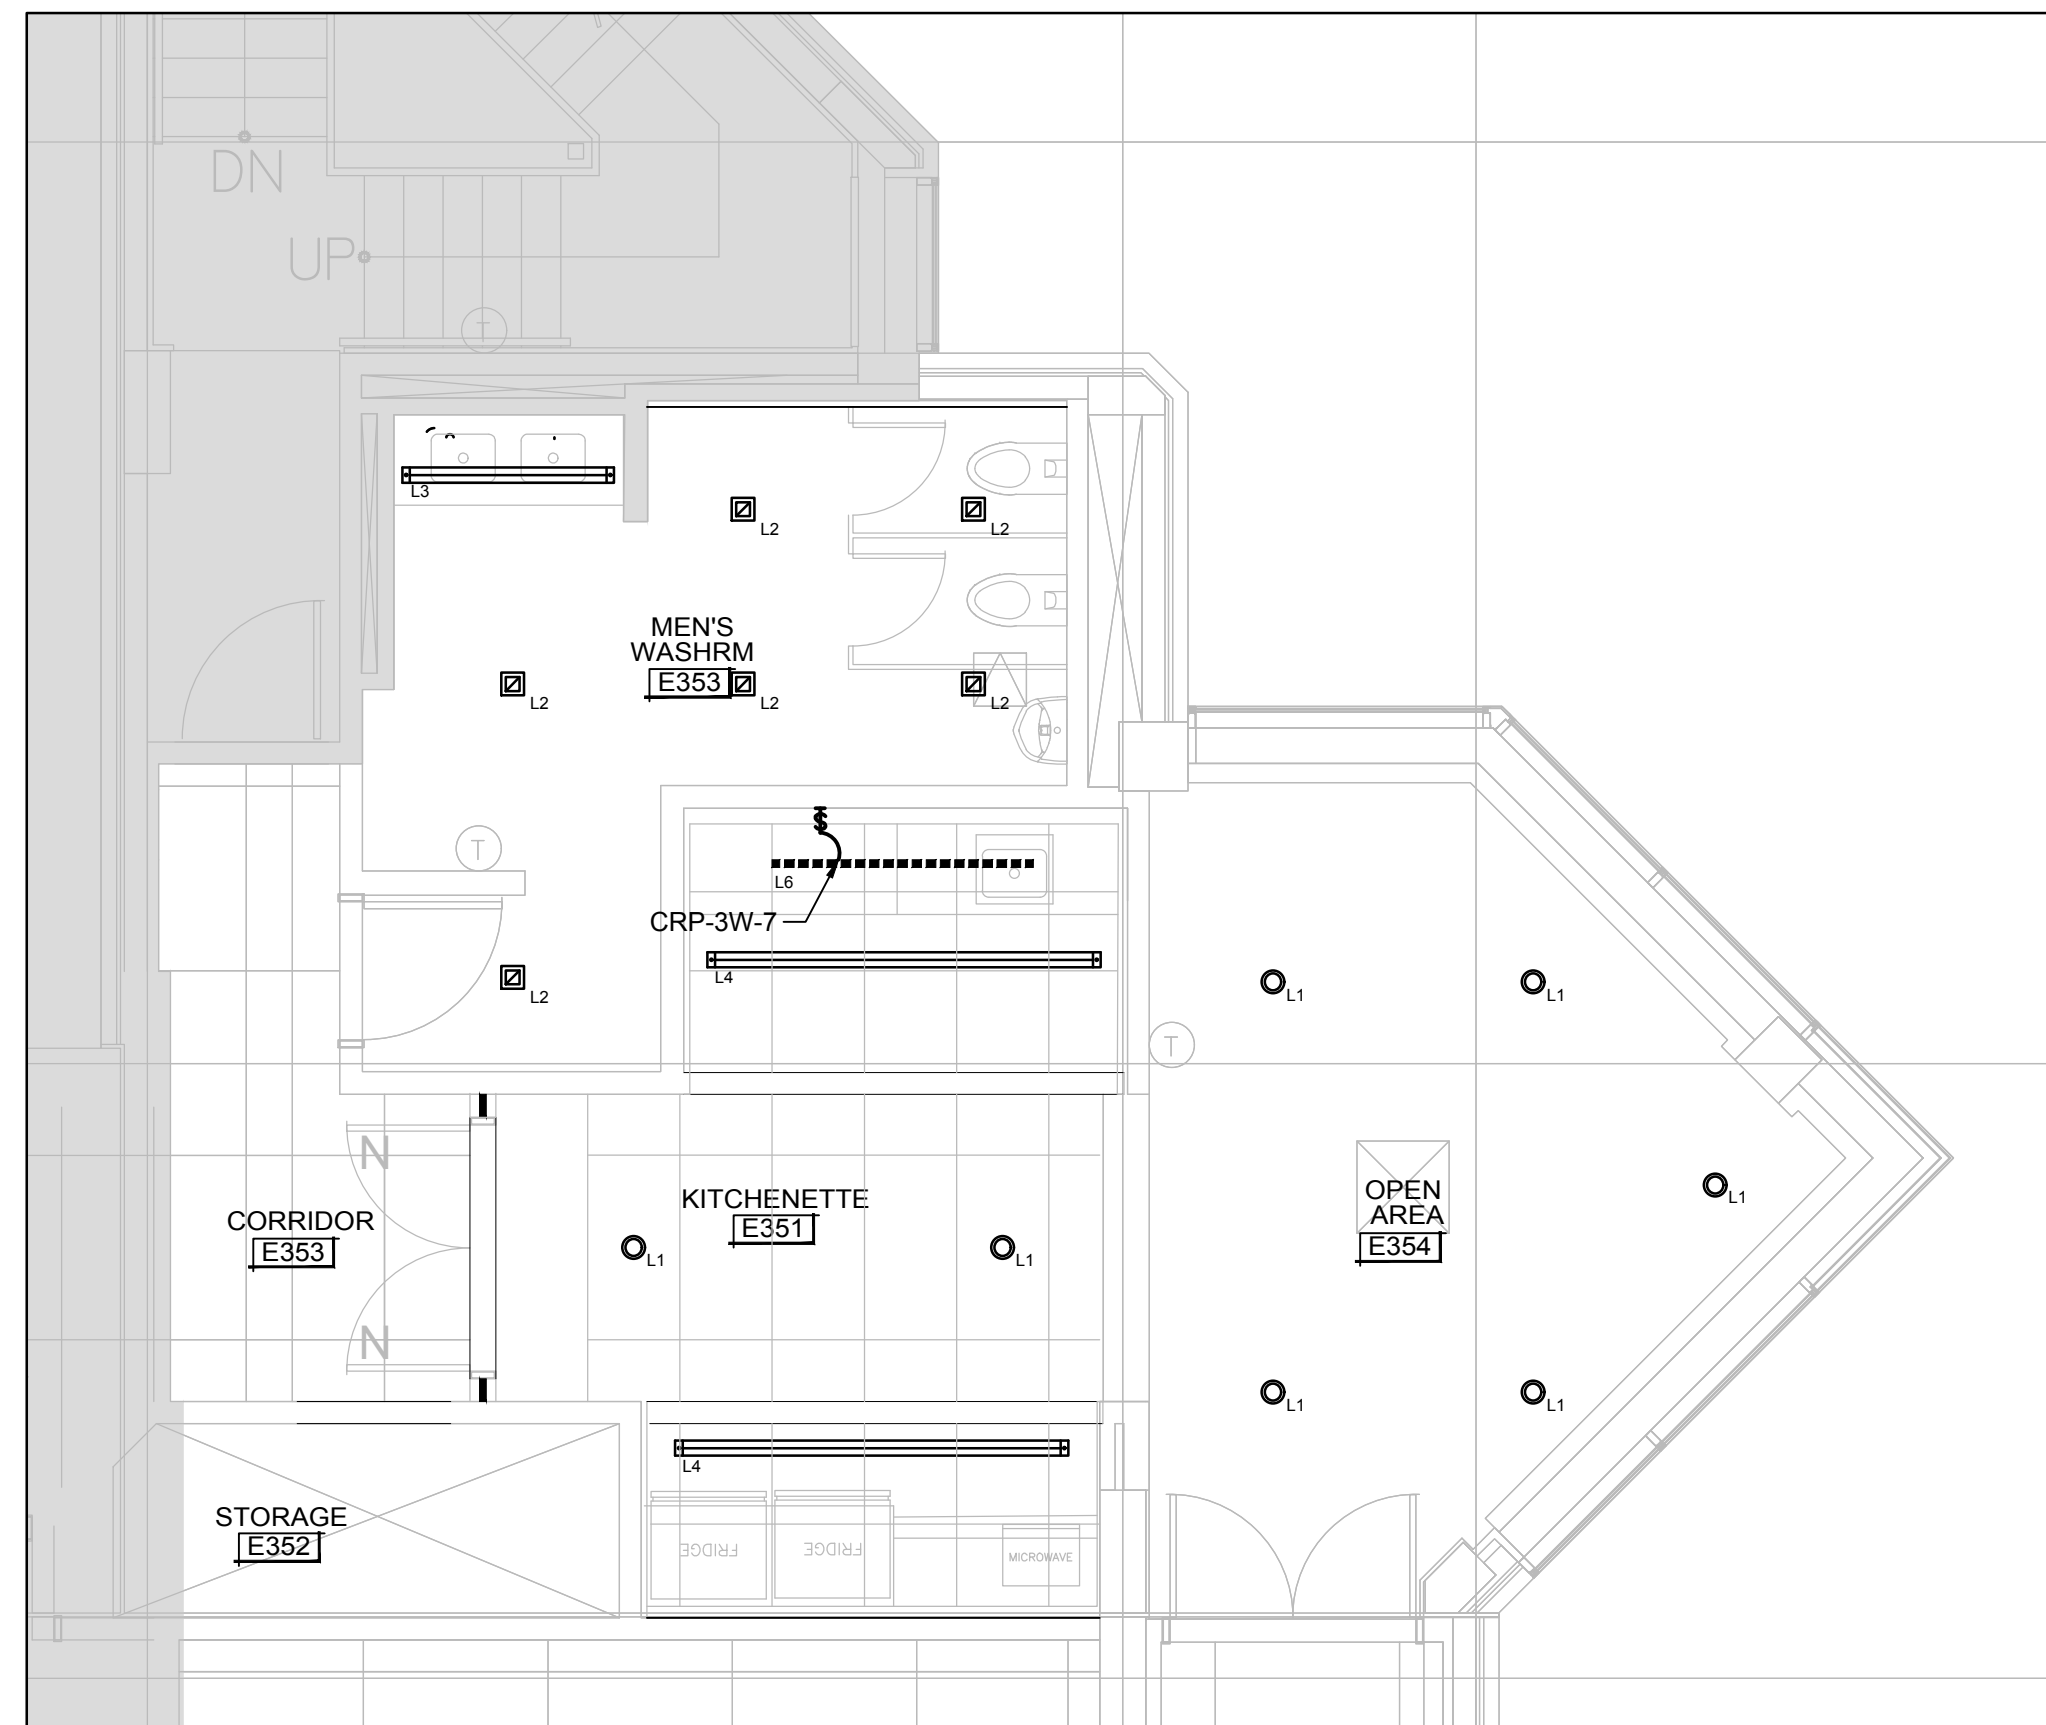 DN
UP
T
L3
L2
L2
MEN'S
WASHRM
E353
L2
L2
L2
T
$
L6
CRP-3W-7
L4
L2
L1
L1
T
N
KITCHENETTE
E351
OPEN
AREA
E354
L1
CORRIDOR
E353
L1
L1
N
L1
L1
L4
STORAGE
E352
FRIDGE
FRIDGE
MICROWAVE